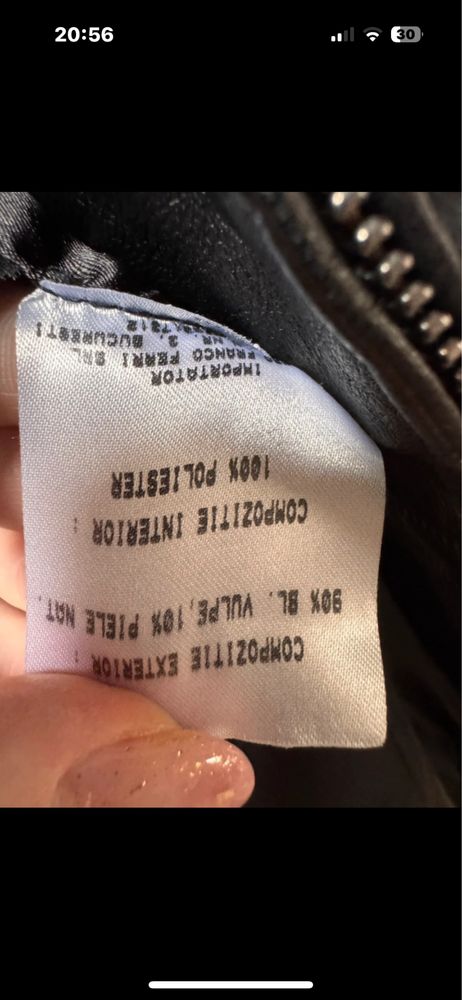 20:56
30
COMPOZITIE EXTERIOR :
90% BL. VULPE,10% PIELE NAT.
COMPOZITIE INTERIOR :
100% POLIESTER
IMPORTATOR
FRANCO FERRI SRL
NR 3, BUCURESTI